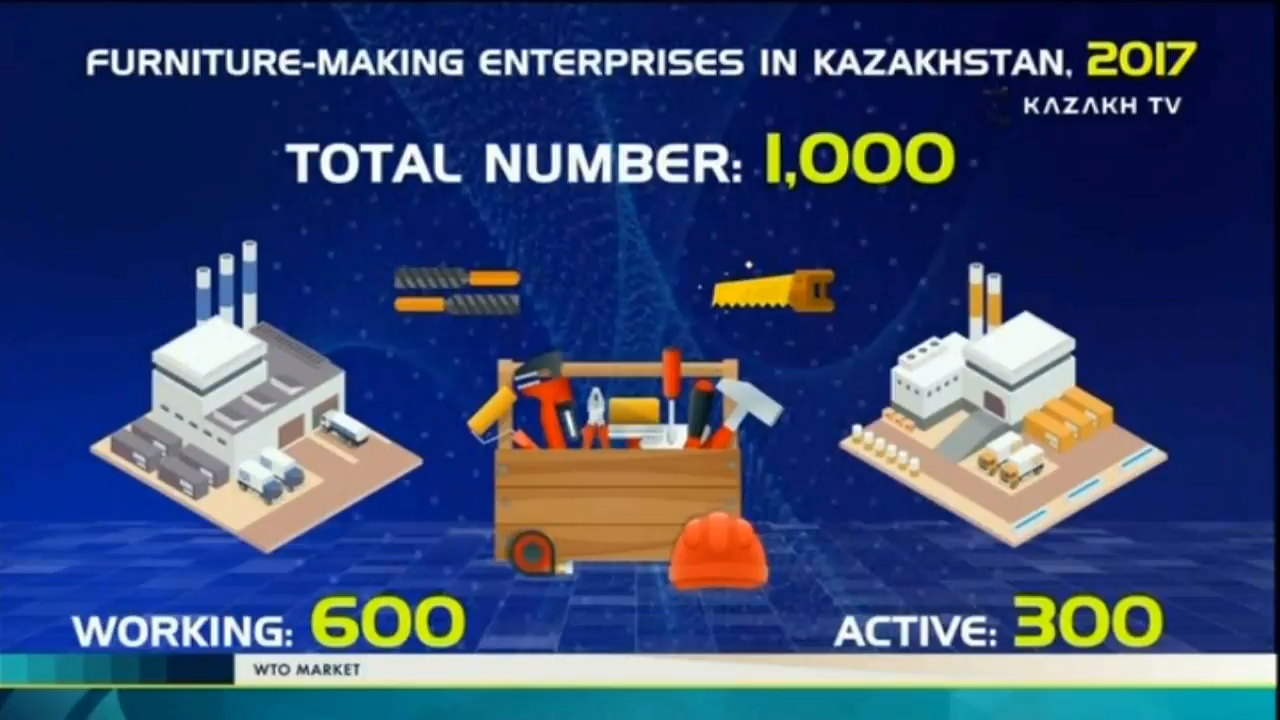 FURNITURE-MAKING ENTERPRISES IN KAZAKHSTAN, 2017
KAZAKH TV
TOTAL NUMBER: 1,000
WORKING: 600
ACTIVE: 300
WTO MARKET